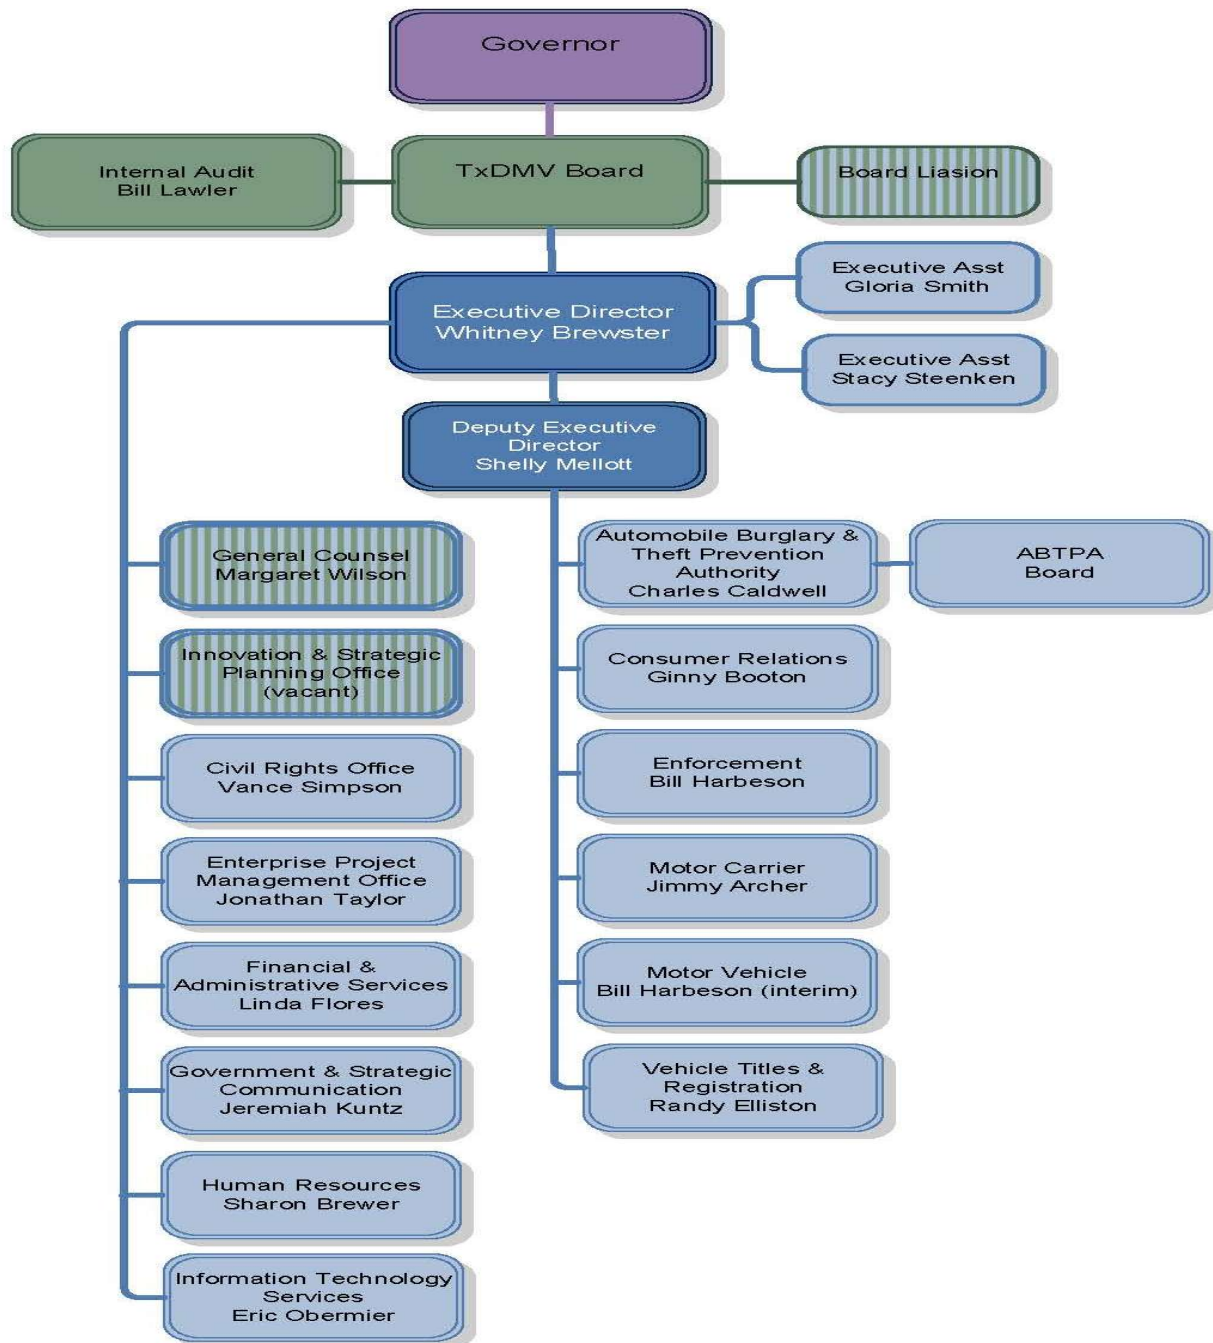 Governor
Internal Audit
Bill Lawler
TxDMV Board
Board Liasion
Executive Director
Whitney Brewster
Executive Asst
Gloria Smith
Executive Asst
Stacy Steenken
Deputy Executive
Director
Shelly Mellott
General Counsel
Margaret Wilson
Innovation & Strategic
Planning Office
(vacant)
Civil Rights Office
Vance Simpson
Enterprise Project
Management Office
Jonathan Taylor
Financial &
Administrative Services
Linda Flores
Government & Strategic
Communication
Jeremiah Kuntz
Human Resources
Sharon Brewer
Information Technology
Services
Eric Obermier
Automobile Burglary &
Theft Prevention
Authority
Charles Caldwell
ABTPA
Board
Consumer Relations
Ginny Booton
Enforcement
Bill Harbeson
Motor Carrier
Jimmy Archer
Motor Vehicle
Bill Harbeson (interim)
Vehicle Titles &
Registration
Randy Elliston